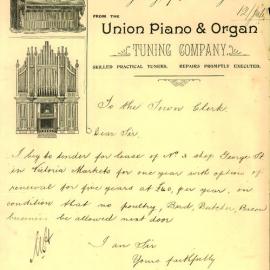 12/July
FROM THE
Union Piano & Organ
TUNING COMPANY.
SKILLED PRACTICAL TUNERS. REPAIRS PROMPTLY EXECUTED.
To the Town Clerk.
Dear Sir,
I beg to tender for lease of No 3 shop George St
in Victoria Markets for one year with option of
renewal for five years at £60, per year, on
condition that no poultry, Beef, Butcher, Bacon
business be allowed next door
I am Sir
Yours faithfully